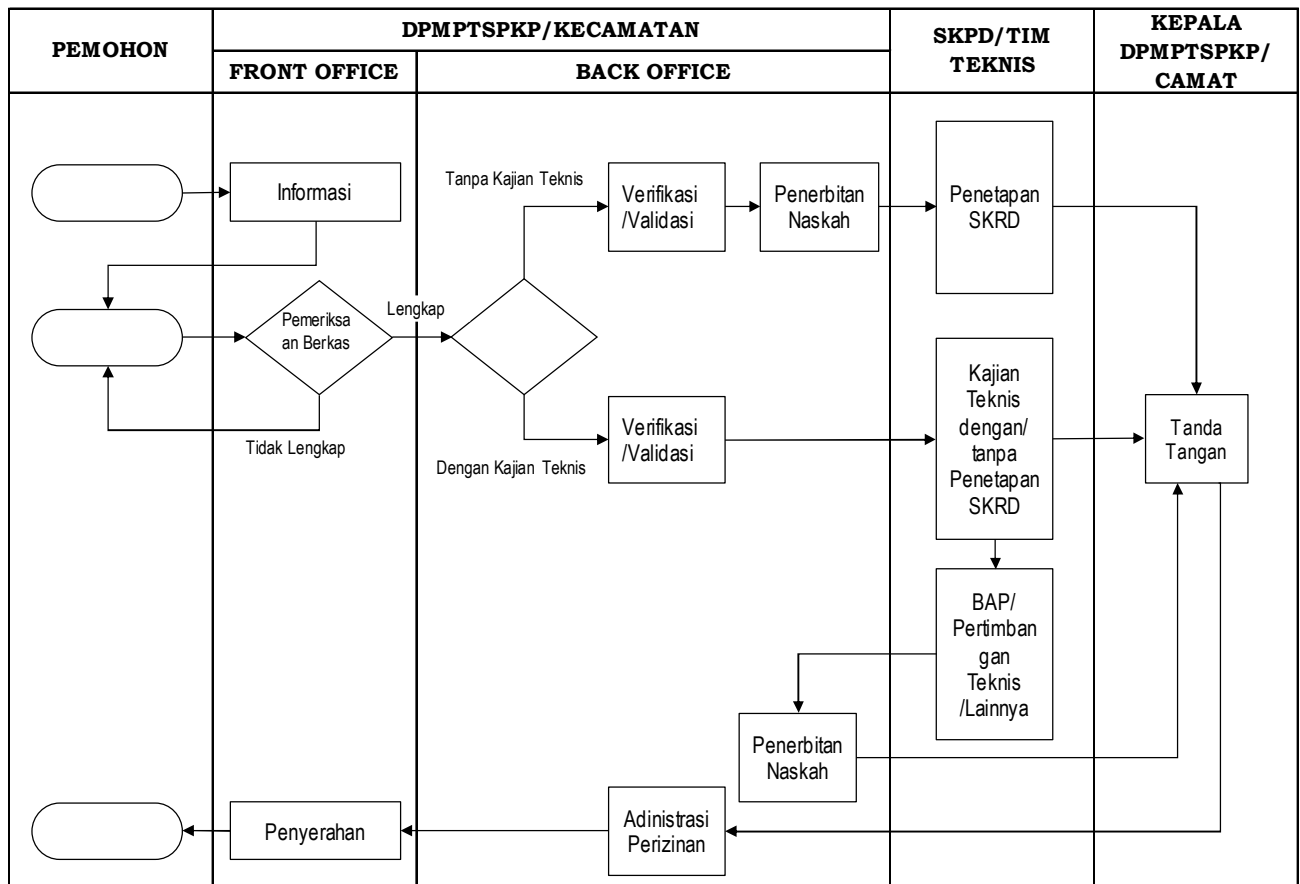 PEMOHON
DPMPTSPKP/KECAMATAN
FRONT OFFICE
BACK OFFICE
SKPD/TIM
TEKNIS
KEPALA
DPMPTSPKP/
CAMAT
Informasi
Tanpa Kajian Teknis
Verifikasi
/Validasi
Penerbitan
Naskah
Penetapan
SKRD
Pemeriksa
an Berkas
Lengkap
Tidak Lengkap
Dengan Kajian Teknis
Verifikasi
/Validasi
Kajian
Teknis
dengan/
tanpa
Penetapan
SKRD
Tanda
Tangan
BAP/
Pertimban
gan
Teknis
/Lainnya
Penerbitan
Naskah
Penyerahan
Adinistrasi
Perizinan